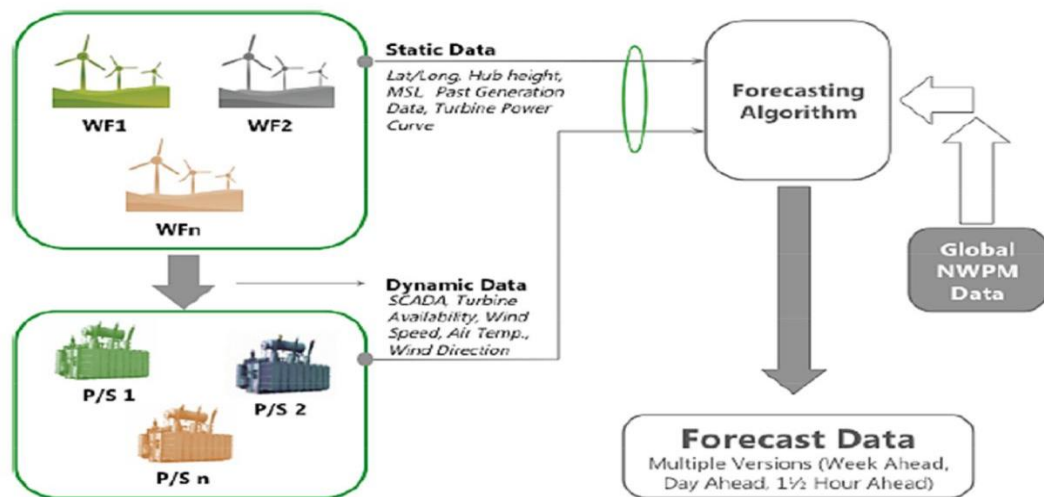 WF1
WF2
WFn
Static Data
Lat/Long. Hub height,
MSL Past Generation
Data, Turbine Power
Curve
Forecasting
Algorithm
Global
NWPM
Data
Dynamic Data
SCADA, Turbine
Availability, Wind
Speed, Air Temp.,
Wind Direction
P/S 1
P/S 2
P/S n
Forecast Data
Multiple Versions (Week Ahead,
Day Ahead, 1½ Hour Ahead)